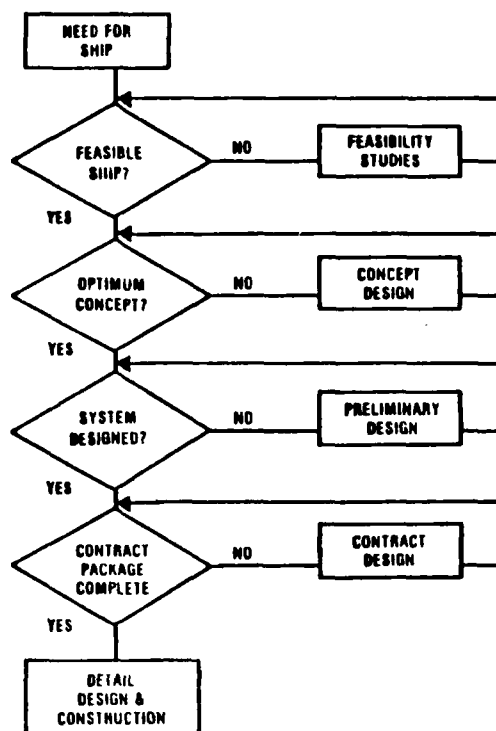 NEED FOR
SHIP
FEASIBLE
SHIP?
NO
FEASIBILITY
STUDIES
YES
OPTIMUM
CONCEPT?
NO
CONCEPT
DESIGN
YES
SYSTEM
DESIGNED?
NO
PRELIMINARY
DESIGN
YES
CONTRACT
PACKAGE
COMPLETE
NO
CONTRACT
DESIGN
YES
DETAIL
DESIGN &
CONSTRUCTION